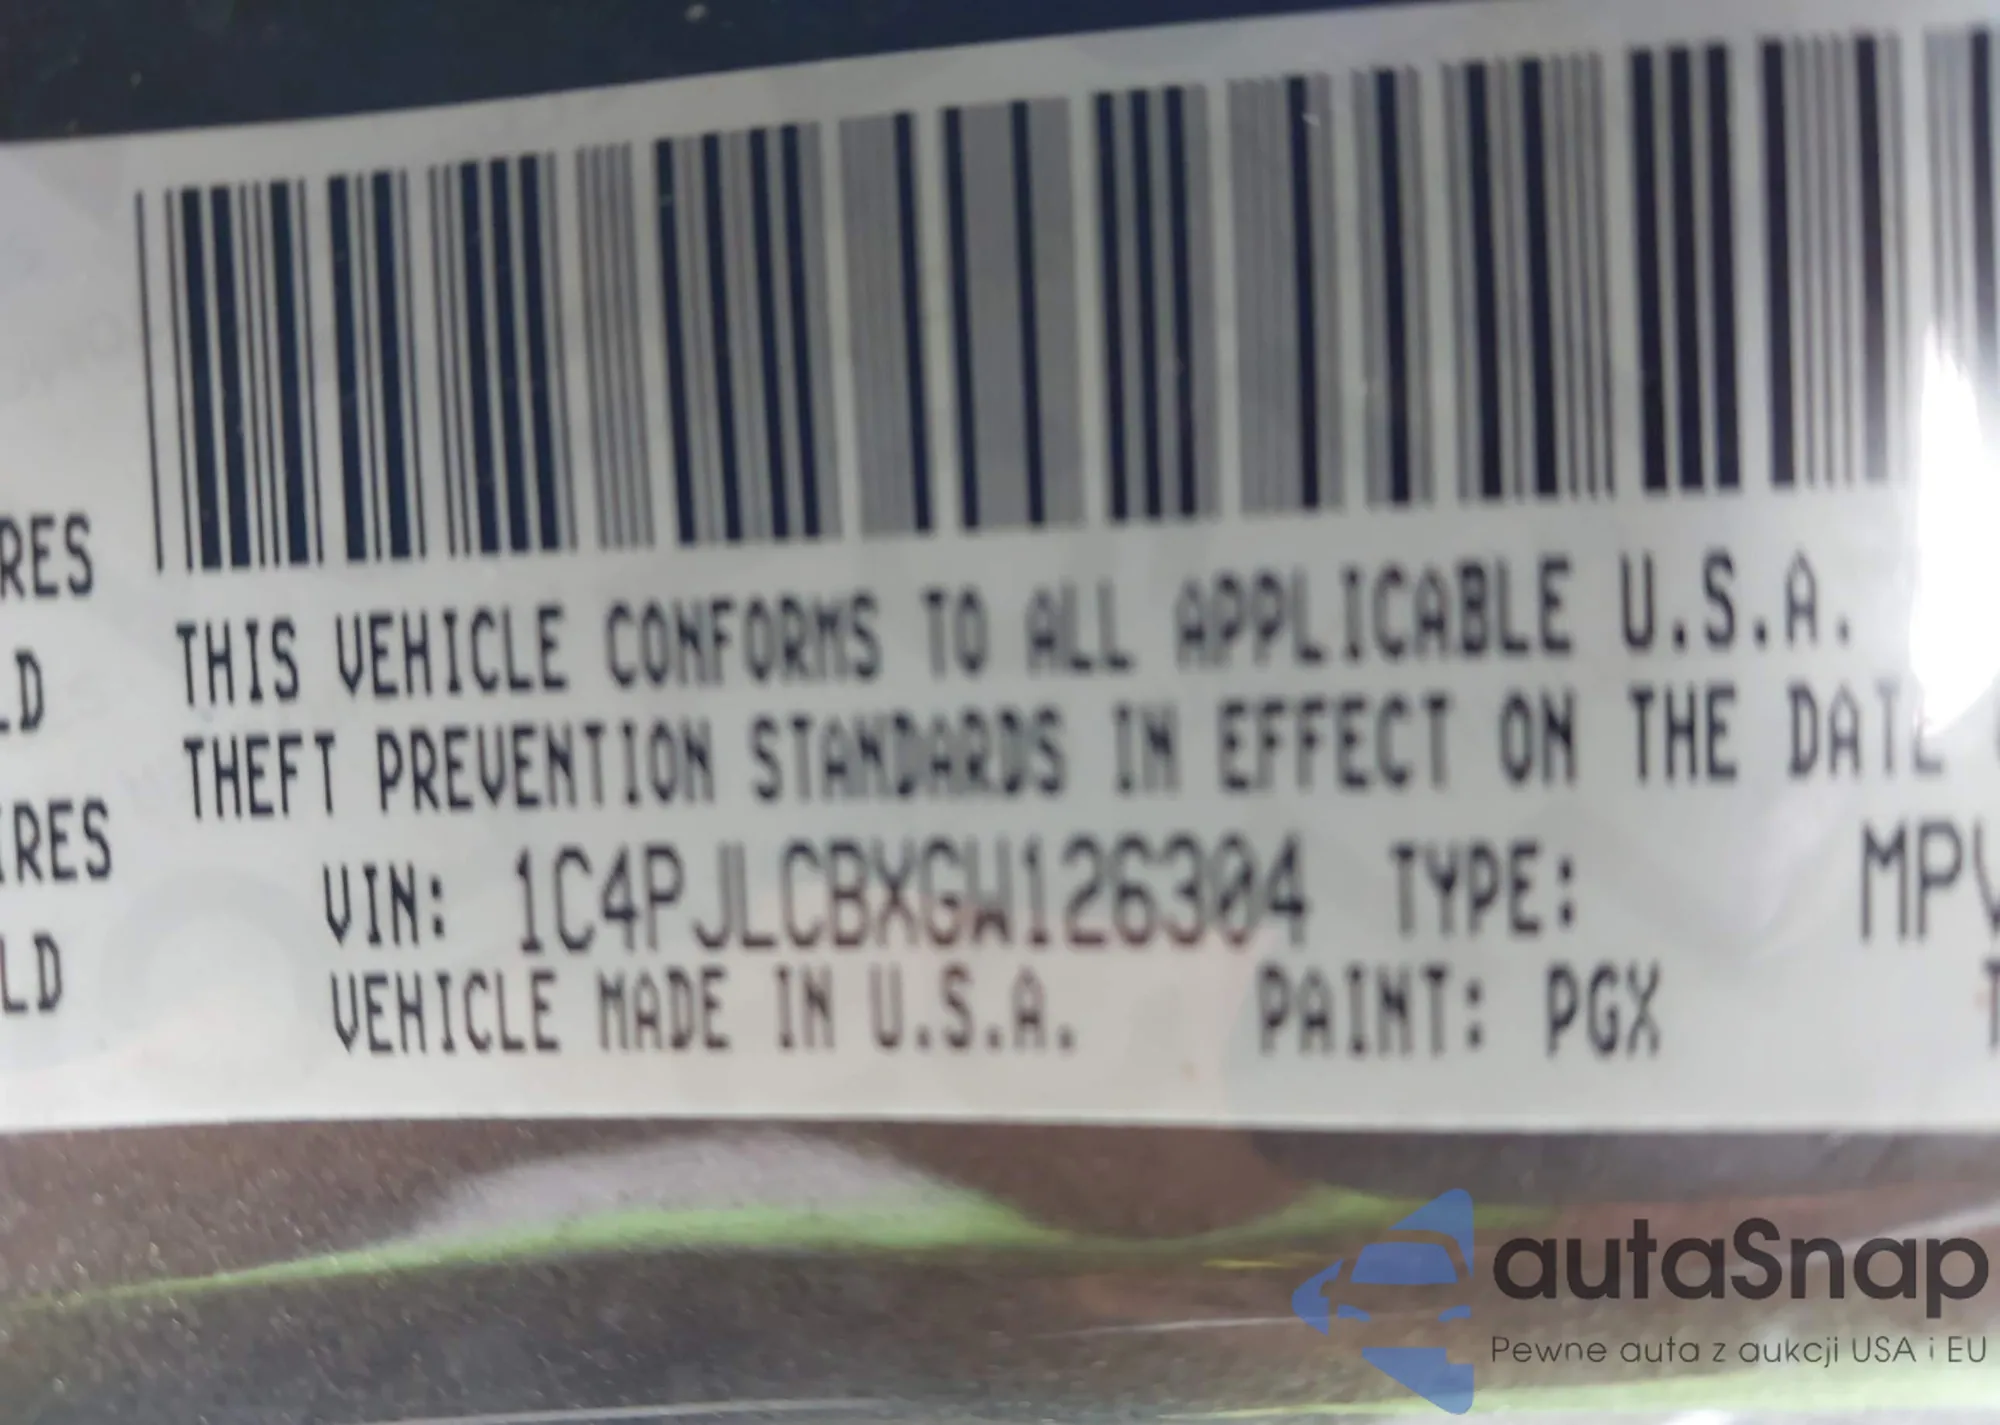 RES
LD
IRES
LD
THIS VEHICLE CONFORMS TO ALL APPLICABLE U.S.A.
THEFT PREVENTION STANDARDS IN EFFECT ON THE DATE
VIN: 1C4PJLCBXGW126304 TYPE: MPV
VEHICLE MADE IN U.S.A. PAINT: PGX T
autaSnap
Pewne auta z aukcji USA i EU